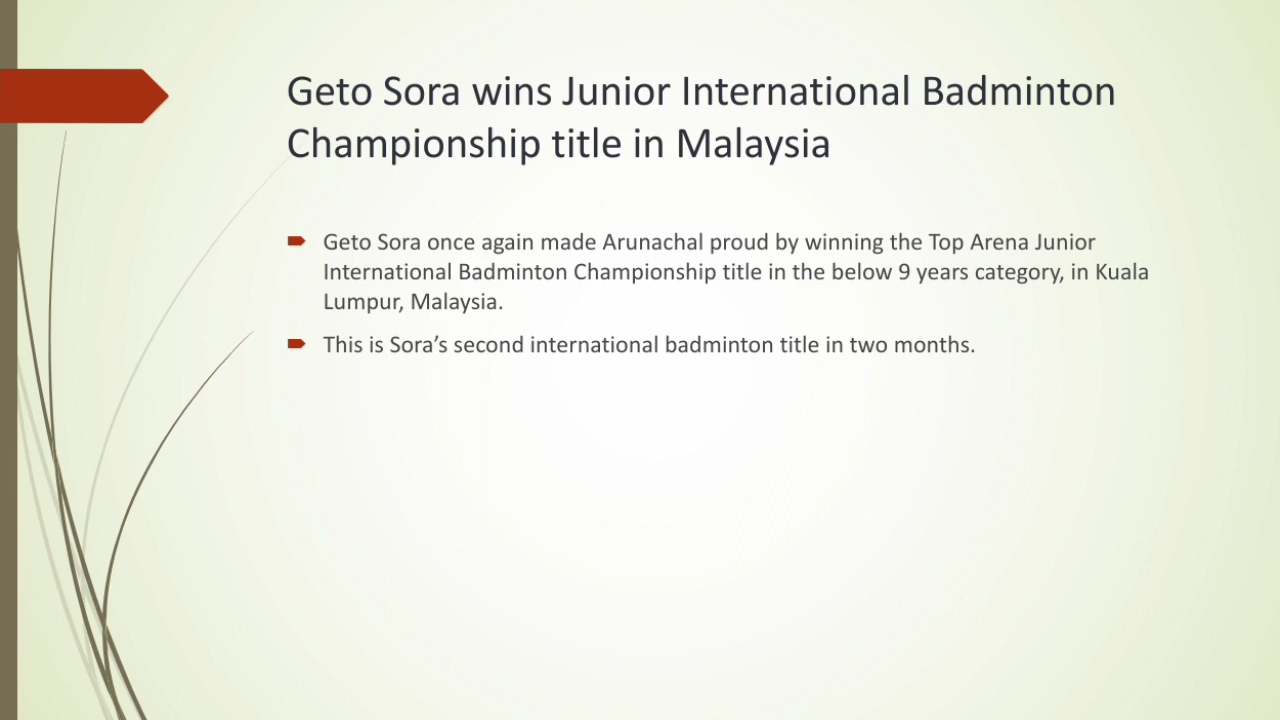 Geto Sora wins Junior International Badminton
Championship title in Malaysia
Geto Sora once again made Arunachal proud by winning the Top Arena Junior
International Badminton Championship title in the below 9 years category, in Kuala
Lumpur, Malaysia.
This is Sora’s second international badminton title in two months.